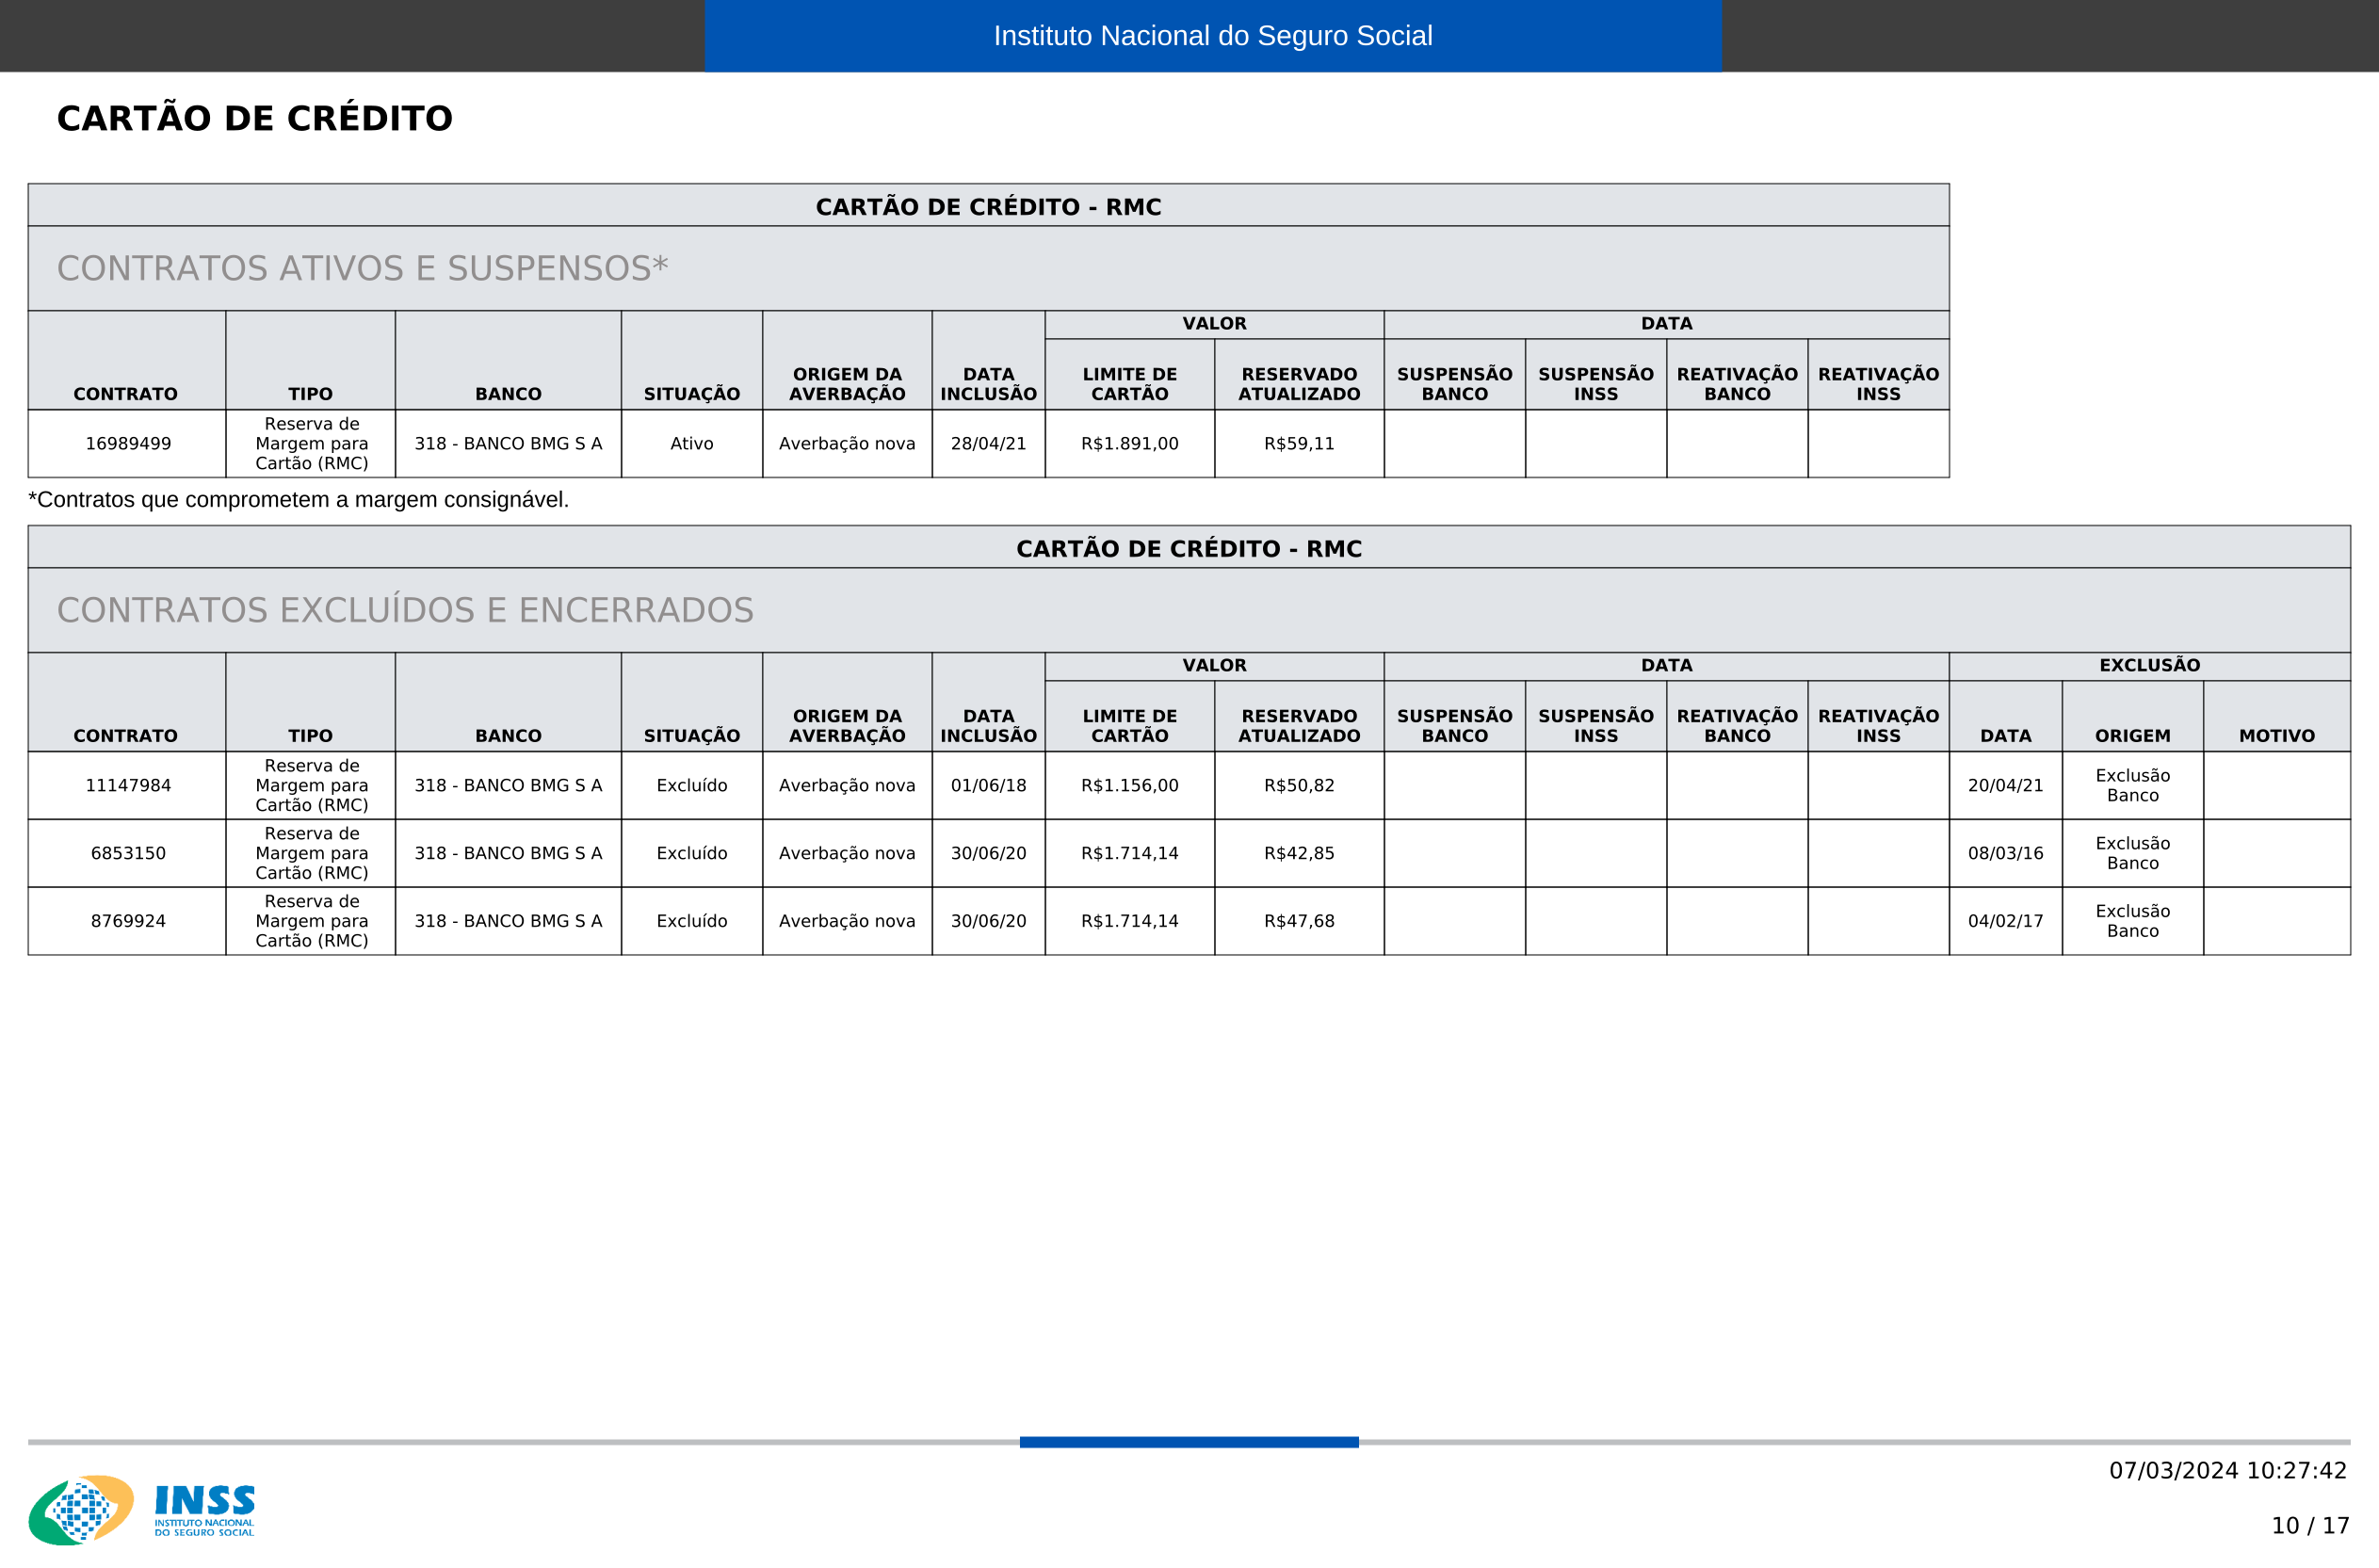 Instituto Nacional do Seguro Social
CARTÃO DE CRÉDITO
CARTÃO DE CRÉDITO - RMC
CONTRATOS ATIVOS E SUSPENSOS*
VALOR DATA
CONTRATO TIPO BANCO SITUAÇÃO ORIGEM DA AVERBAÇÃO DATA INCLUSÃO LIMITE DE CARTÃO RESERVADO ATUALIZADO SUSPENSÃO BANCO SUSPENSÃO INSS REATIVAÇÃO BANCO REATIVAÇÃO INSS
16989499 Reserva de Margem para Cartão (RMC) 318 - BANCO BMG S A Ativo Averbação nova 28/04/21 R$1.891,00 R$59,11
*Contratos que comprometem a margem consignável.
CARTÃO DE CRÉDITO - RMC
CONTRATOS EXCLUÍDOS E ENCERRADOS
VALOR DATA EXCLUSÃO
CONTRATO TIPO BANCO SITUAÇÃO ORIGEM DA AVERBAÇÃO DATA INCLUSÃO LIMITE DE CARTÃO RESERVADO ATUALIZADO SUSPENSÃO BANCO SUSPENSÃO INSS REATIVAÇÃO BANCO REATIVAÇÃO INSS DATA ORIGEM MOTIVO
11147984 Reserva de Margem para Cartão (RMC) 318 - BANCO BMG S A Excluído Averbação nova 01/06/18 R$1.156,00 R$50,82 20/04/21 Exclusão Banco
6853150 Reserva de Margem para Cartão (RMC) 318 - BANCO BMG S A Excluído Averbação nova 30/06/20 R$1.714,14 R$42,85 08/03/16 Exclusão Banco
8769924 Reserva de Margem para Cartão (RMC) 318 - BANCO BMG S A Excluído Averbação nova 30/06/20 R$1.714,14 R$47,68 04/02/17 Exclusão Banco
07/03/2024 10:27:42
INSS
INSTITUTO NACIONAL
DO SEGURO SOCIAL
10 / 17